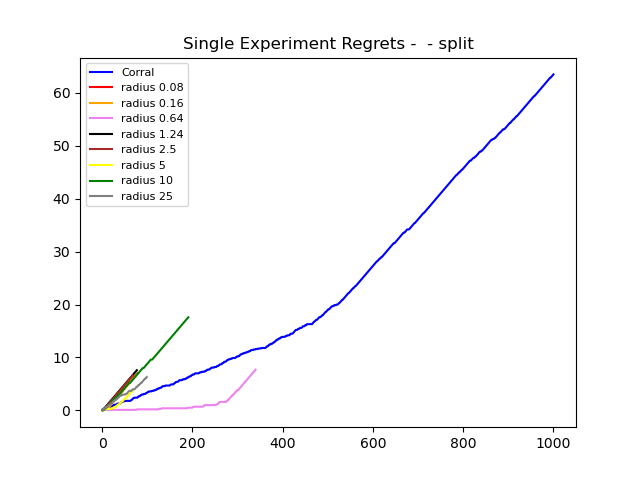 Single Experiment Regrets -  - split
Corral
radius 0.08
radius 0.16
radius 0.64
radius 1.24
radius 2.5
radius 5
radius 10
radius 25
60
50
40
30
20
10
0
0 200 400 600 800 1000